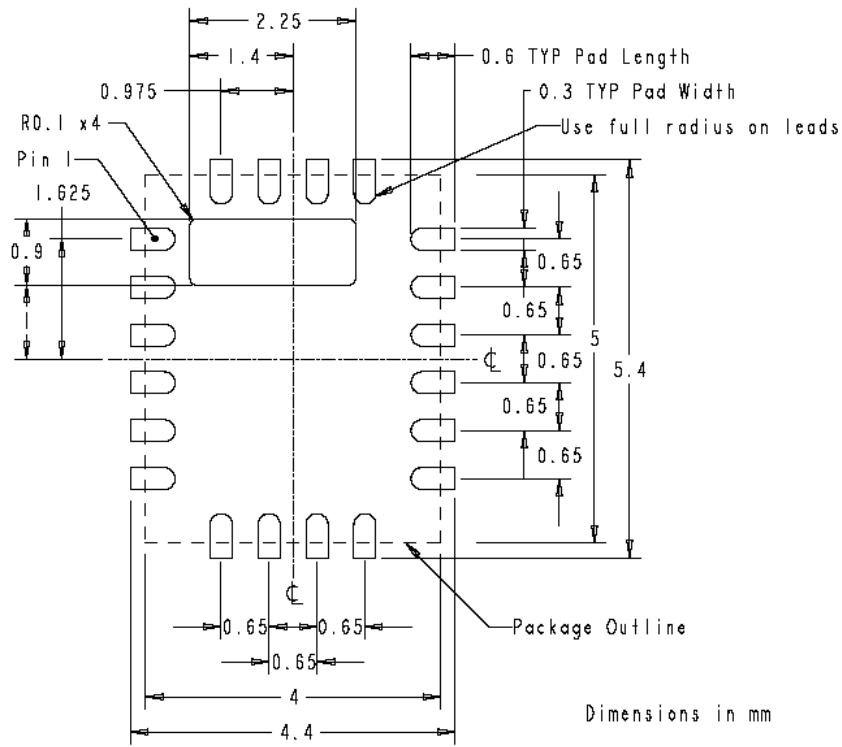 2.25
1.4
0.6 TYP Pad Length
0.975
0.3 TYP Pad Width
R0.1 x4
Use full radius on leads
Pin 1
1.625
0.9
0.65
0.65
5
0.65
5.4
0.65
0.65
0.65
0.65
0.65
Package Outline
4
4.4
Dimensions in mm